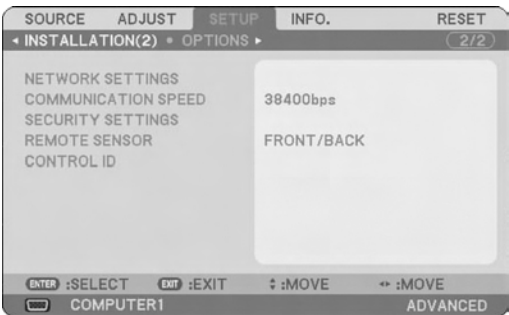 SOURCE ADJUST SETUP INFO. RESET
◂ INSTALLATION(2) • OPTIONS ▸ 2/2
NETWORK SETTINGS
COMMUNICATION SPEED 38400bps
SECURITY SETTINGS
REMOTE SENSOR FRONT/BACK
CONTROL ID
ENTER :SELECT EXIT :EXIT :MOVE :MOVE
COMPUTER1 ADVANCED